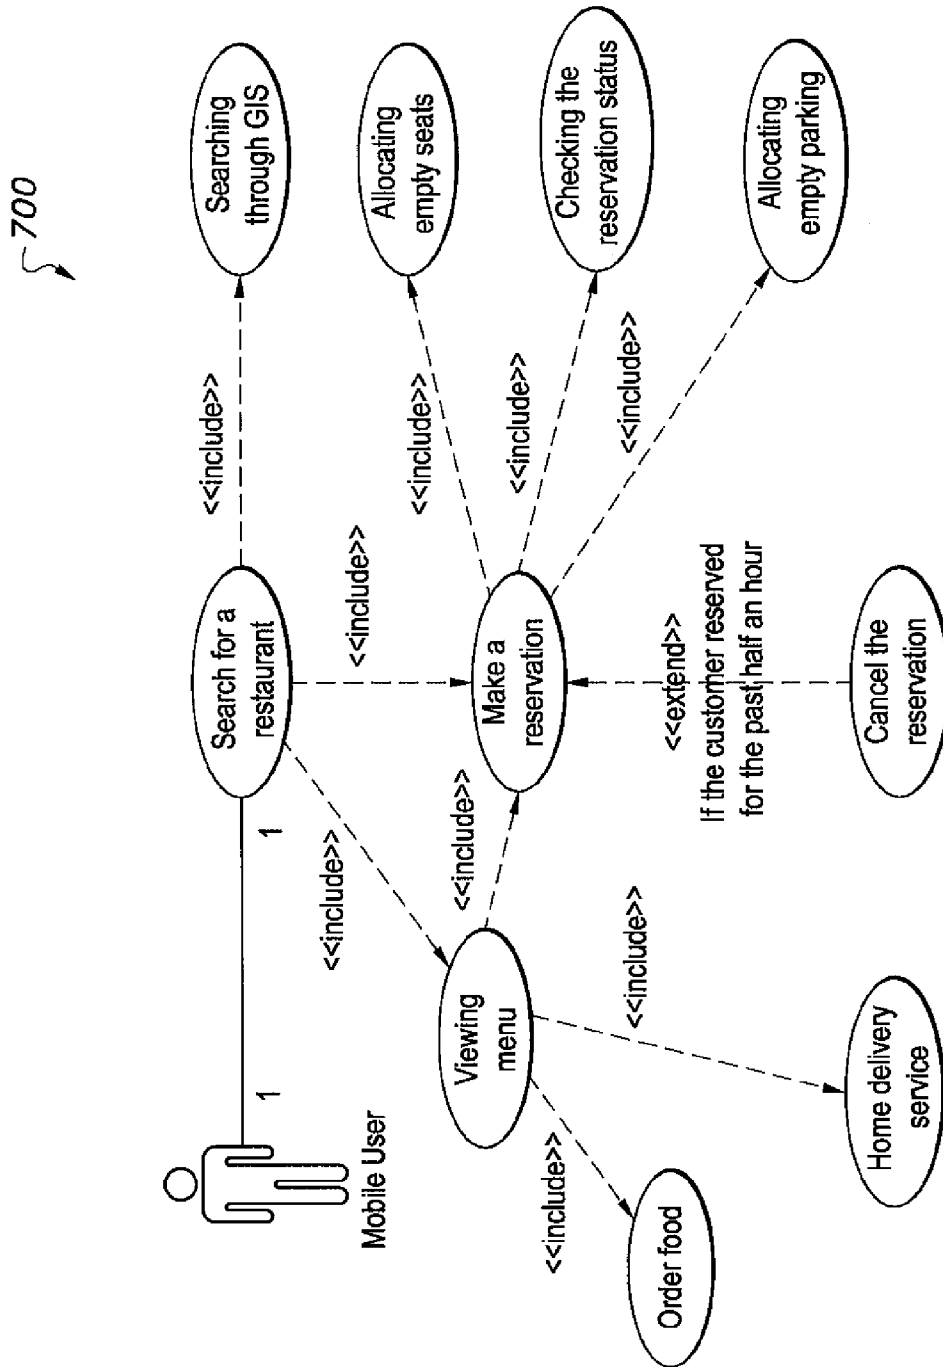 700
Mobile User
1
1
Search for a
restaurant
<<include>>
Searching
through GIS
<<include>>
<<include>>
Viewing
menu
<<include>>
Make a
reservation
<<include>>
Allocating
empty seats
<<include>>
Checking the
reservation status
<<include>>
Allocating
empty parking
<<include>>
Order food
<<include>>
Home delivery
service
<<extend>>
If the customer reserved
for the past half an hour
Cancel the
reservation